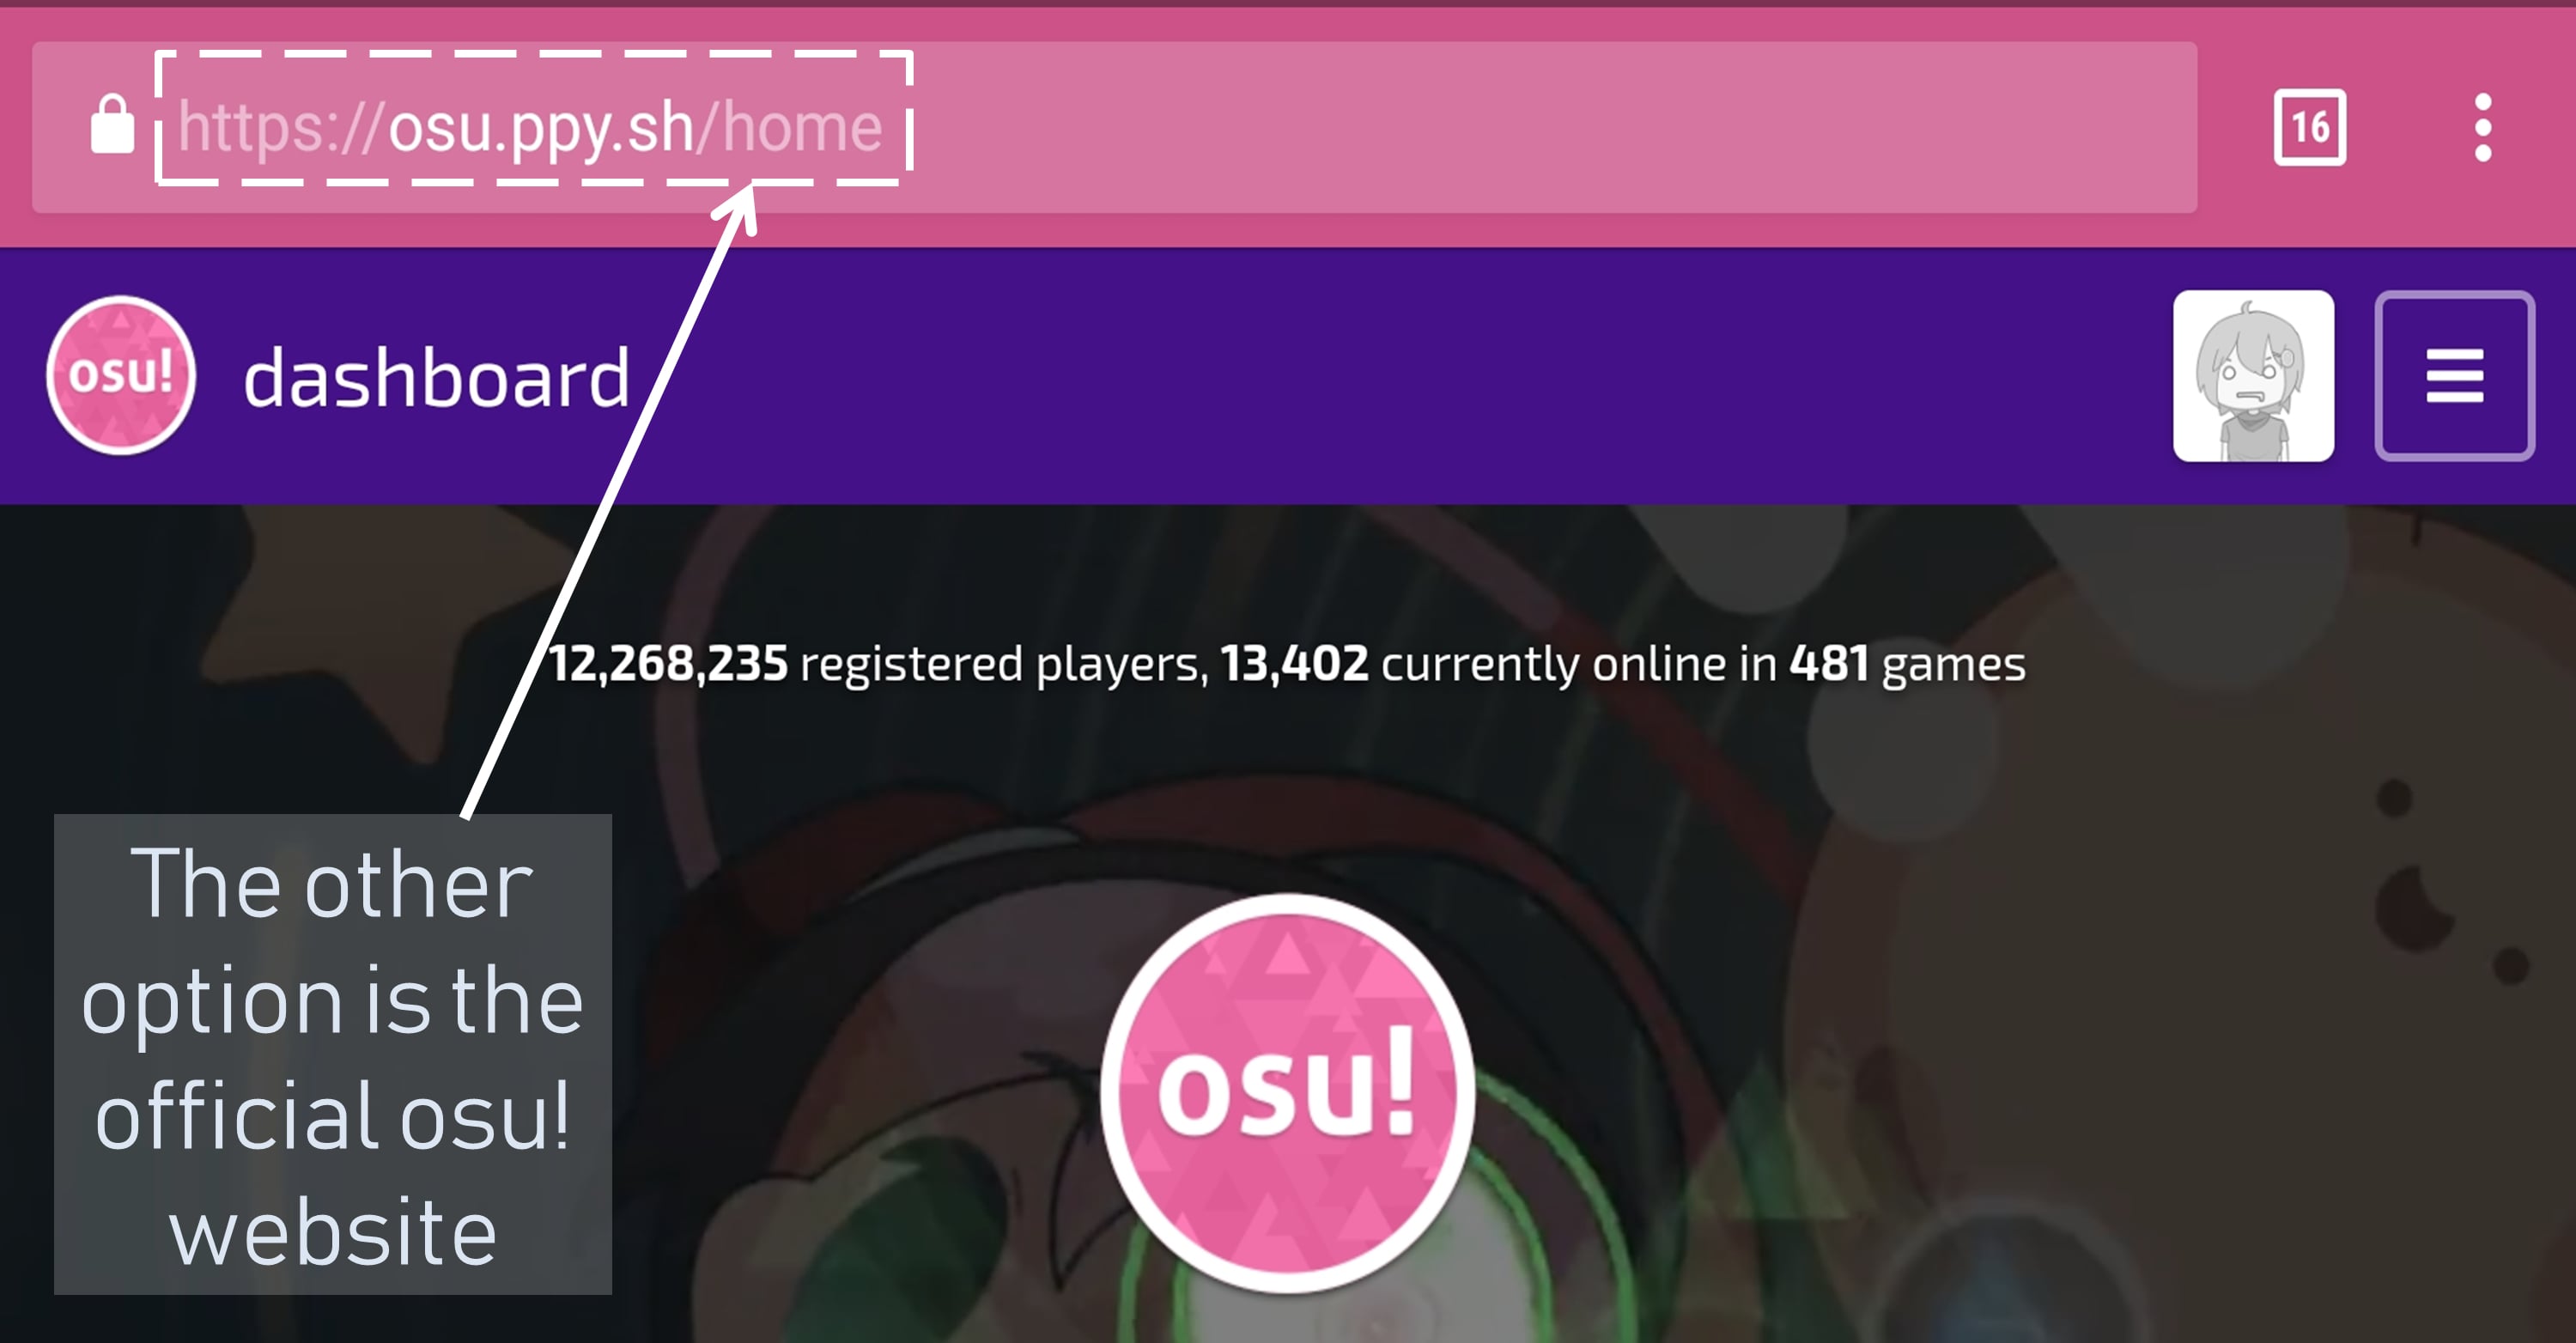 https://osu.ppy.sh/home
16
osu!
dashboard
12,268,235 registered players, 13,402 currently online in 481 games
The other
option is the
official osu!
website
osu!